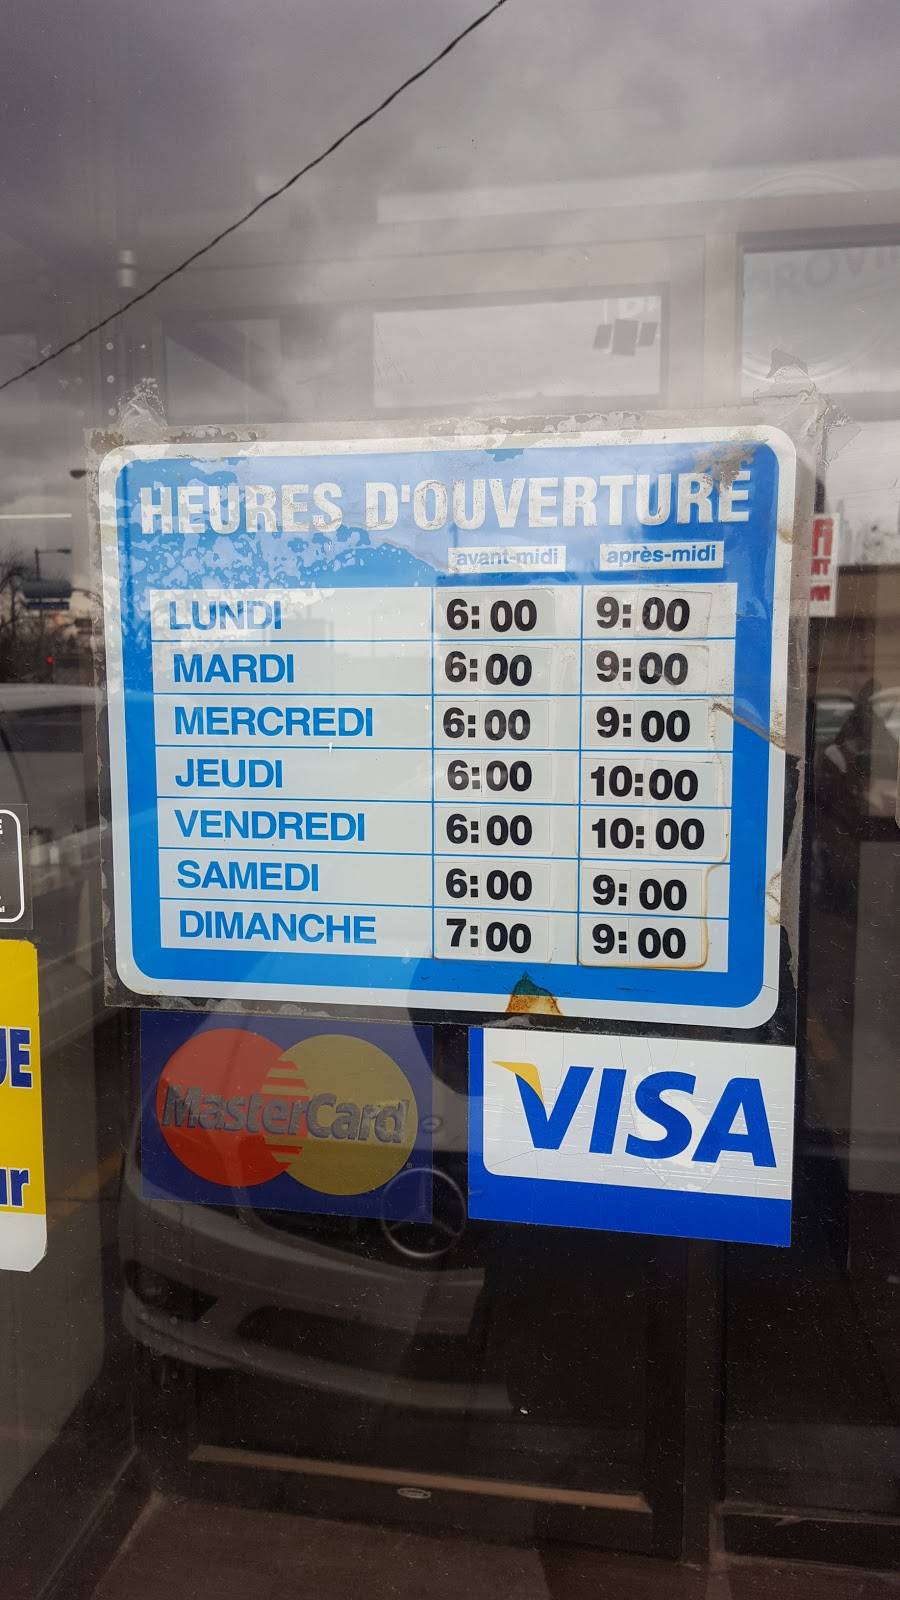 HEURES D'OUVERTURE
avant-midi après-midi
LUNDI 6:00 9:00
MARDI 6:00 9:00
MERCREDI 6:00 9:00
JEUDI 6:00 10:00
VENDREDI 6:00 10:00
SAMEDI 6:00 9:00
DIMANCHE 7:00 9:00
MasterCard
VISA